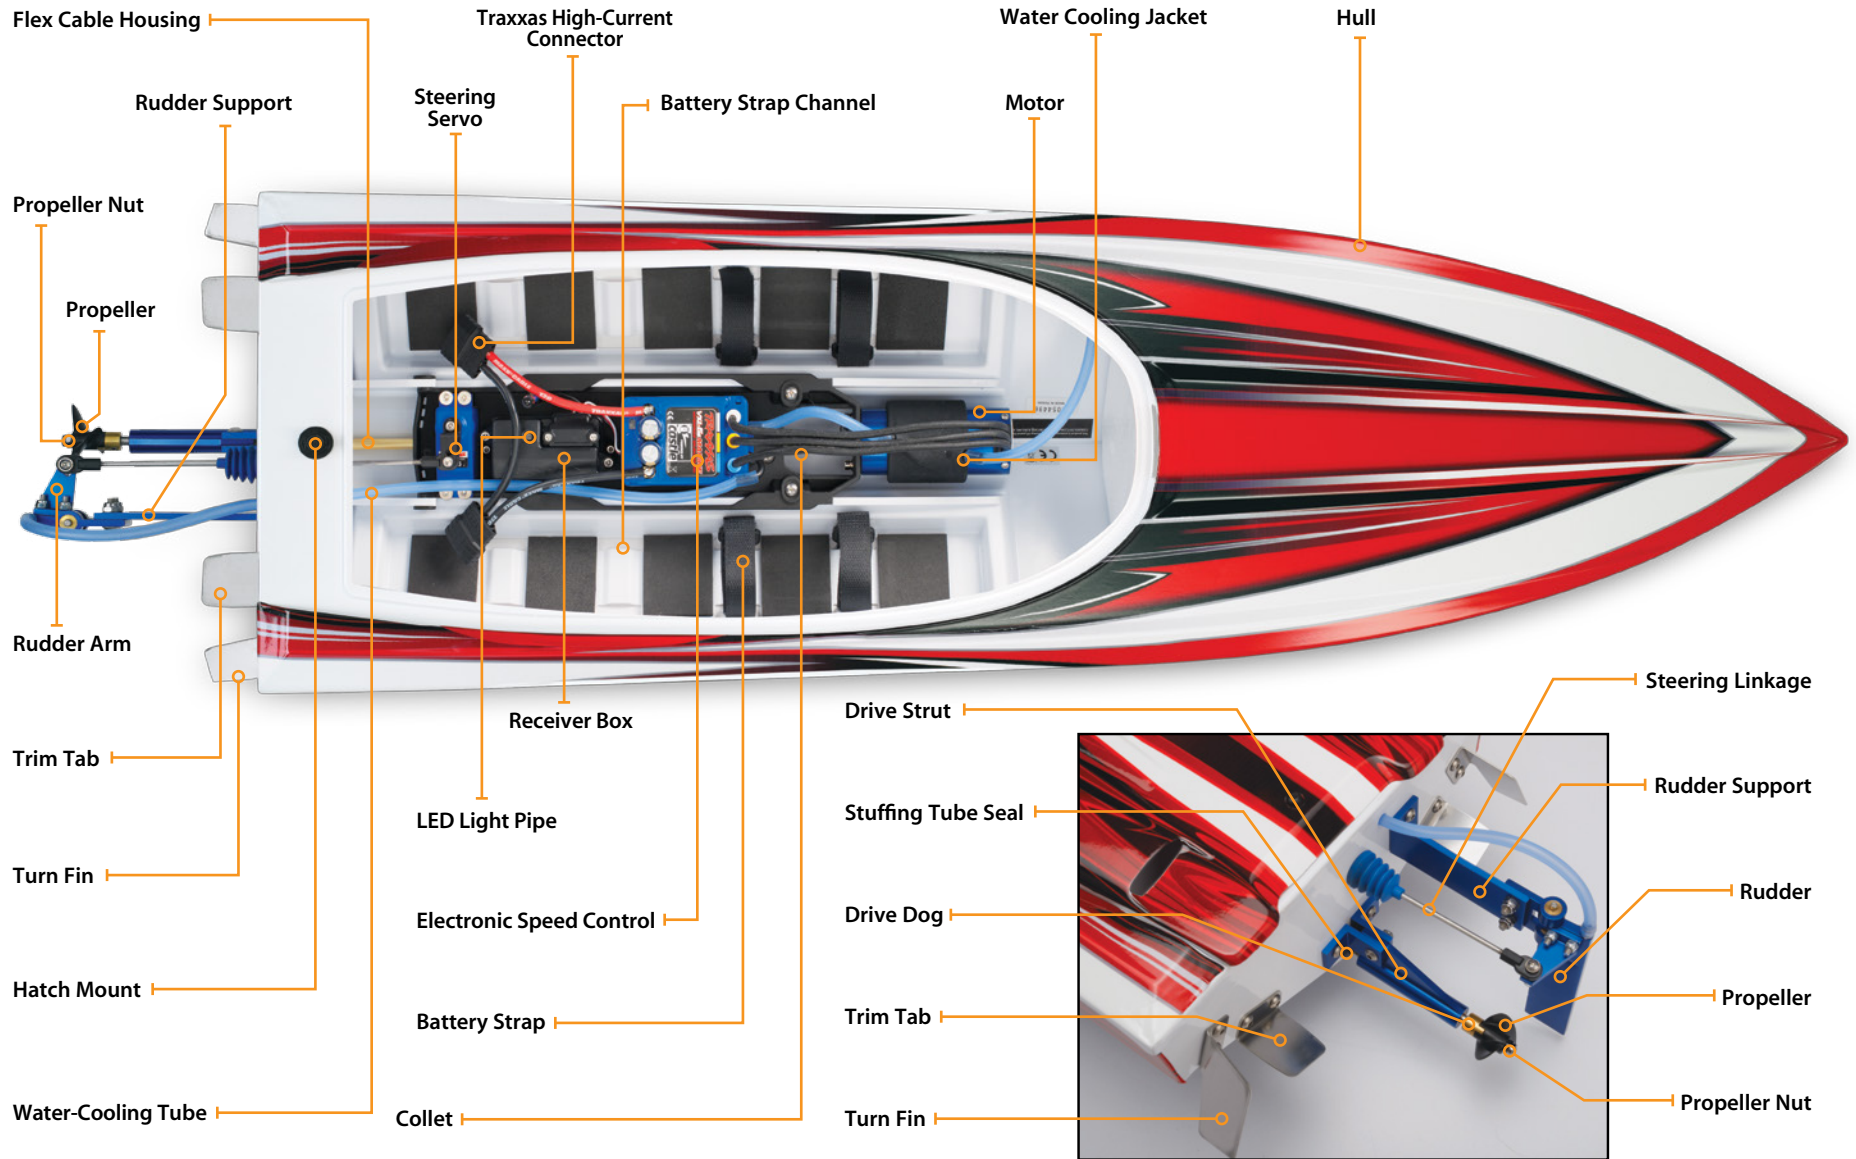 Flex Cable Housing
Traxxas High-Current
Connector
Water Cooling Jacket
Hull
Rudder Support
Steering
Servo
Battery Strap Channel
Motor
Propeller Nut
Propeller
Rudder Arm
Trim Tab
Turn Fin
Hatch Mount
Water-Cooling Tube
Receiver Box
LED Light Pipe
Electronic Speed Control
Battery Strap
Collet
Drive Strut
Stuffing Tube Seal
Drive Dog
Trim Tab
Turn Fin
Steering Linkage
Rudder Support
Rudder
Propeller
Propeller Nut